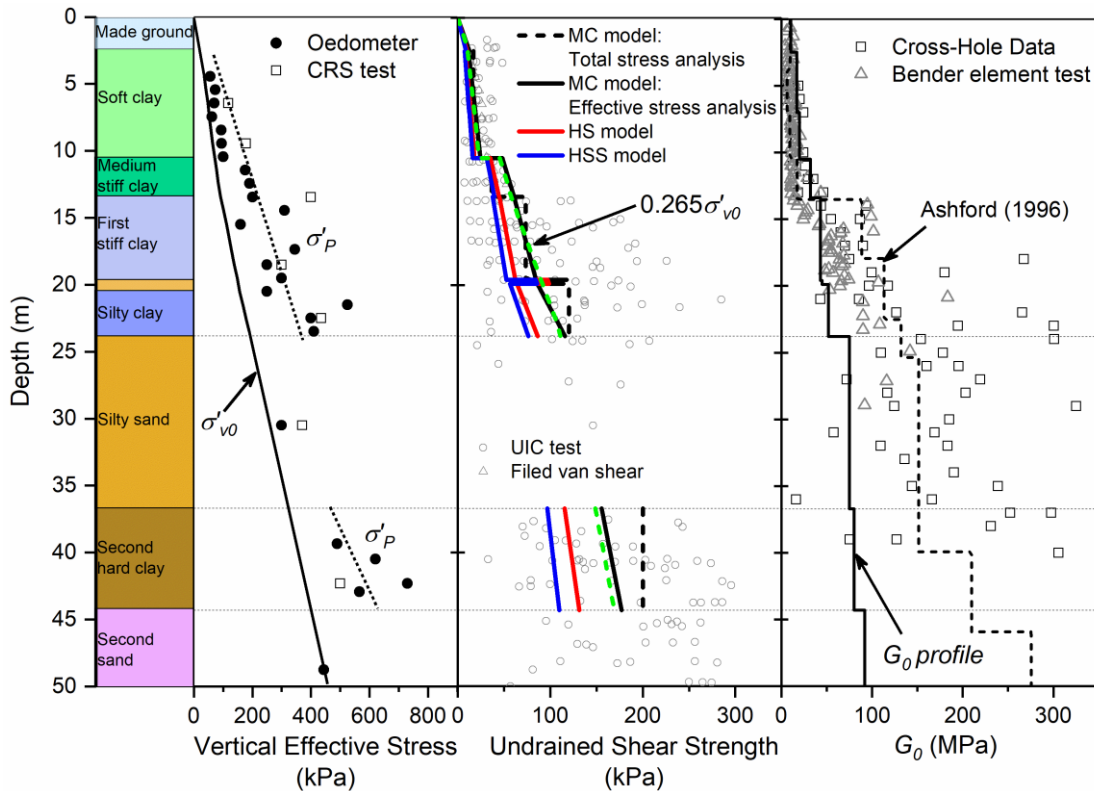 0
5
10
15
20
25
30
35
40
45
50
Depth (m)
Made ground
Soft clay
Medium
stiff clay
First
stiff clay
Silty clay
Silty sand
Second
hard clay
Second
sand
Oedometer
CRS test
σ'P
σ'v0
σ'P
0 200 400 600 800
Vertical Effective Stress
(kPa)
MC model:
Total stress analysis
MC model:
Effective stress analysis
HS model
HSS model
0.265σ'v0
UIC test
Filed van shear
0 100 200 300
Undrained Shear Strength
(kPa)
Cross-Hole Data
Bender element test
Ashford (1996)
G0 profile
0 100 200 300
G0 (MPa)